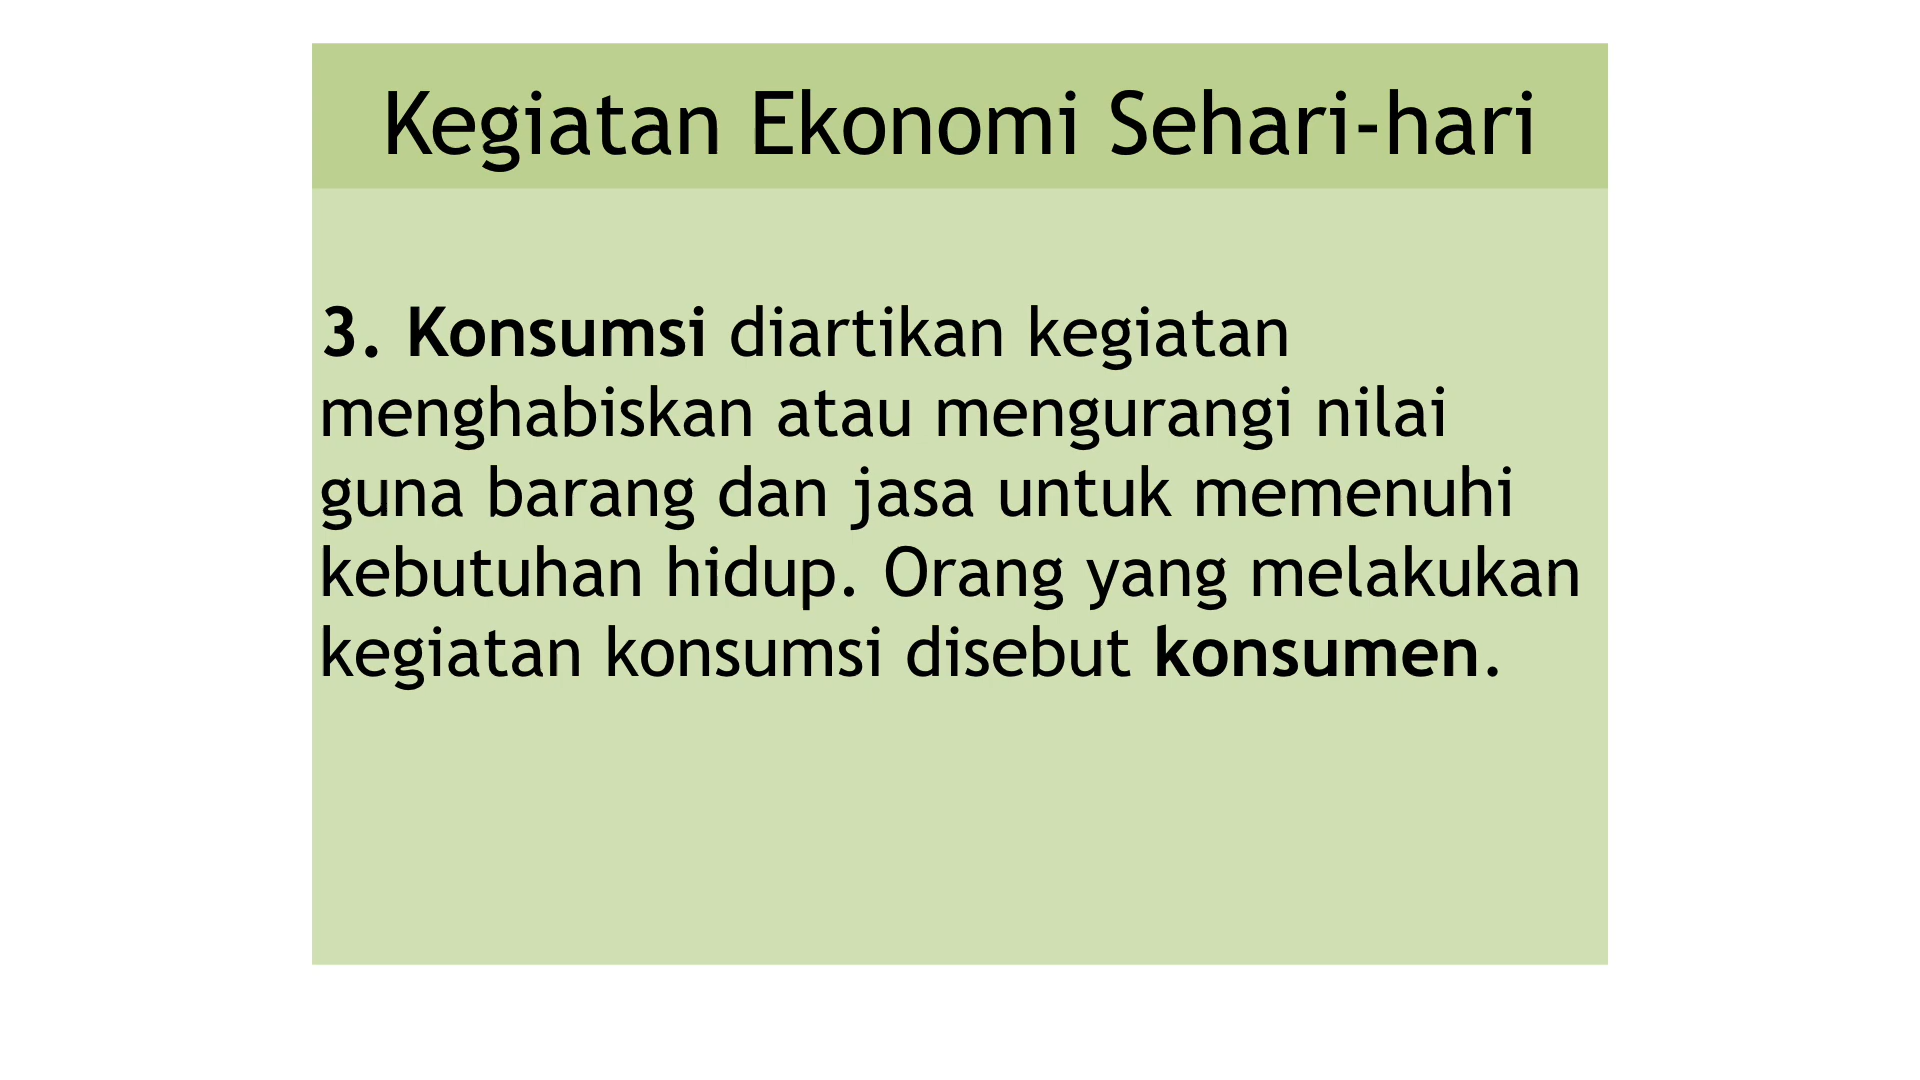 Kegiatan Ekonomi Sehari-hari
3. Konsumsi diartikan kegiatan
menghabiskan atau mengurangi nilai
guna barang dan jasa untuk memenuhi
kebutuhan hidup. Orang yang melakukan
kegiatan konsumsi disebut konsumen.